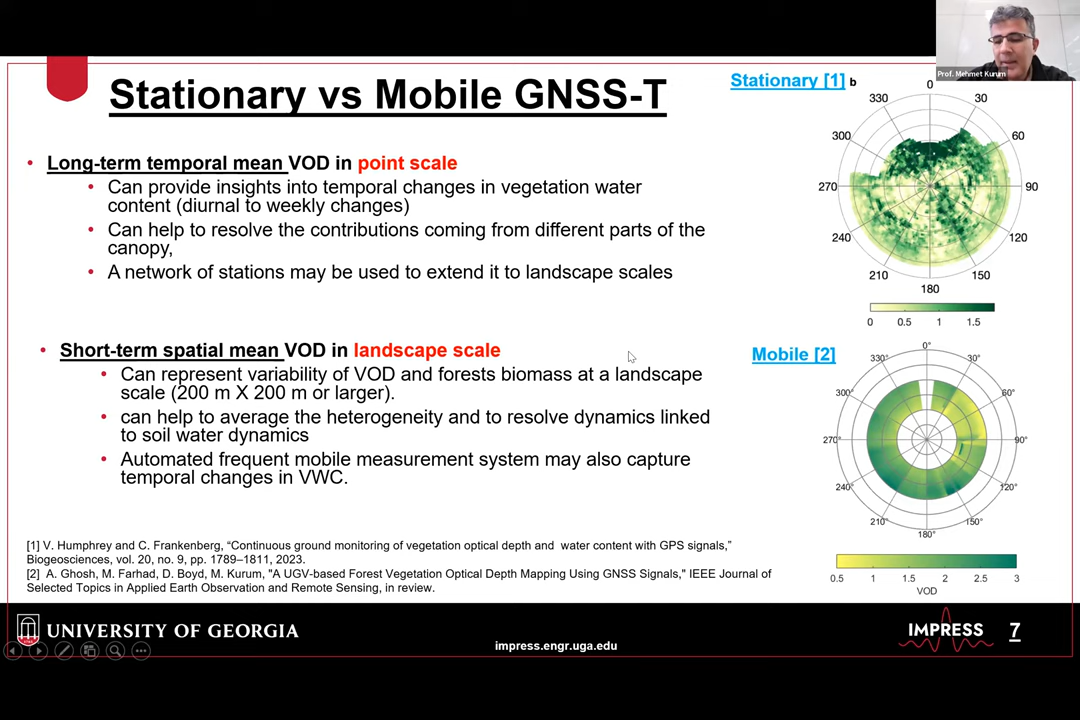 Prof. Mehmet Kurum
Stationary vs Mobile GNSS-T
• Long-term temporal mean VOD in point scale
• Can provide insights into temporal changes in vegetation water
content (diurnal to weekly changes)
• Can help to resolve the contributions coming from different parts of the
canopy,
• A network of stations may be used to extend it to landscape scales
• Short-term spatial mean VOD in landscape scale
• Can represent variability of VOD and forests biomass at a landscape
scale (200 m X 200 m or larger).
• can help to average the heterogeneity and to resolve dynamics linked
to soil water dynamics
• Automated frequent mobile measurement system may also capture
temporal changes in VWC.
Stationary [1] b
0
30
60
90
120
150
180
210
240
270
300
330
0 0.5 1 1.5
Mobile [2]
0°
30°
60°
90°
120°
150°
180°
210°
240°
270°
300°
330°
0.5 1 1.5 2 2.5 3
VOD
[1] V. Humphrey and C. Frankenberg, “Continuous ground monitoring of vegetation optical depth and water content with GPS signals,”
Biogeosciences, vol. 20, no. 9, pp. 1789–1811, 2023.
[2] A. Ghosh, M. Farhad, D. Boyd, M. Kurum, "A UGV-based Forest Vegetation Optical Depth Mapping Using GNSS Signals," IEEE Journal of
Selected Topics in Applied Earth Observation and Remote Sensing, in review.
UNIVERSITY OF GEORGIA
impress.engr.uga.edu
IMPRESS
7